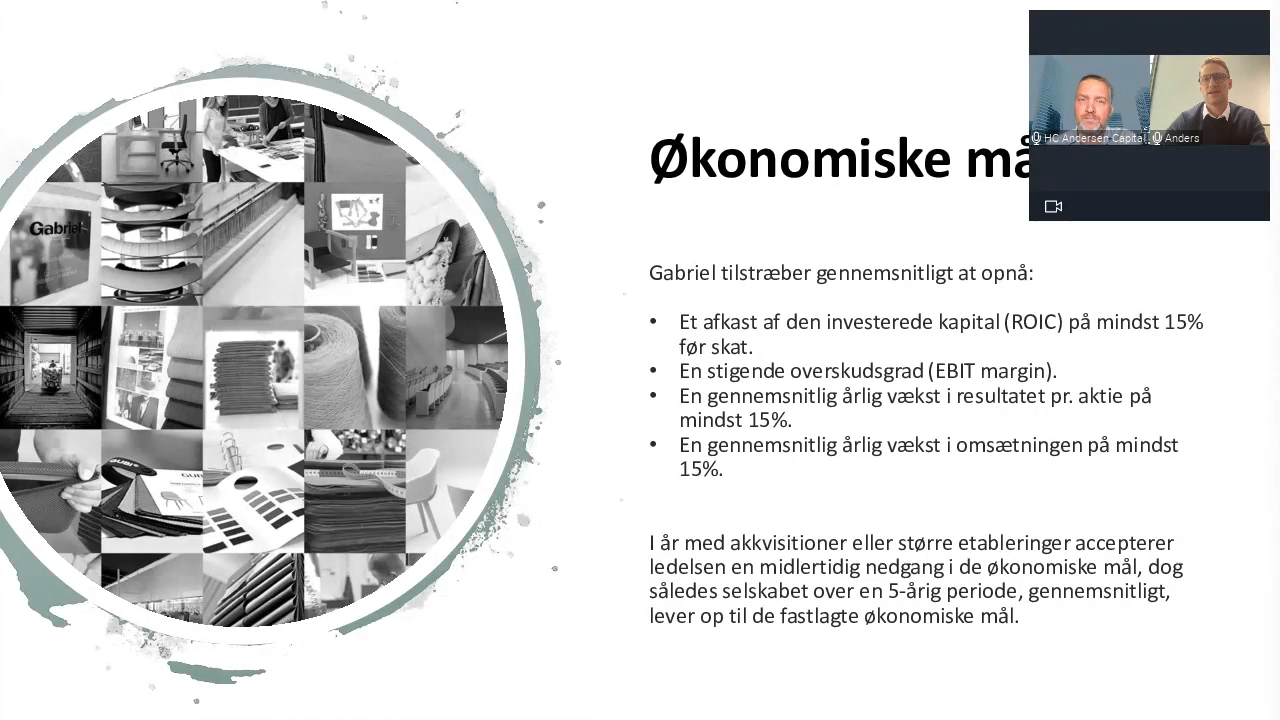 Økonomiske må
HC Andersen Capital
Anders
Gabriel
Gabriel tilstræber gennemsnitligt at opnå:
• Et afkast af den investerede kapital (ROIC) på mindst 15%
før skat.
• En stigende overskudsgrad (EBIT margin).
• En gennemsnitlig årlig vækst i resultatet pr. aktie på
mindst 15%.
• En gennemsnitlig årlig vækst i omsætningen på mindst
15%.
I år med akkvisitioner eller større etableringer accepterer
ledelsen en midlertidig nedgang i de økonomiske mål, dog
således selskabet over en 5-årig periode, gennemsnitligt,
lever op til de fastlagte økonomiske mål.